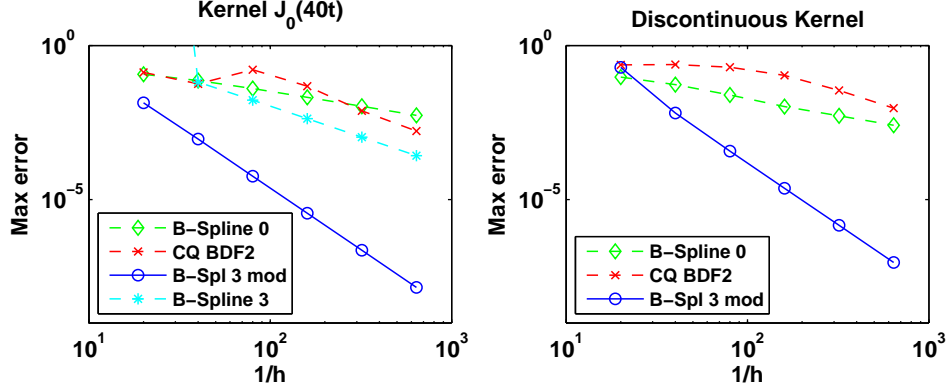 Kernel J_0(40t)
10^0
10^-5
Max error
B-Spline 0
CQ BDF2
B-Spl 3 mod
B-Spline 3
10^1
10^2
10^3
1/h
Discontinuous Kernel
10^0
10^-5
Max error
B-Spline 0
CQ BDF2
B-Spl 3 mod
10^1
10^2
10^3
1/h